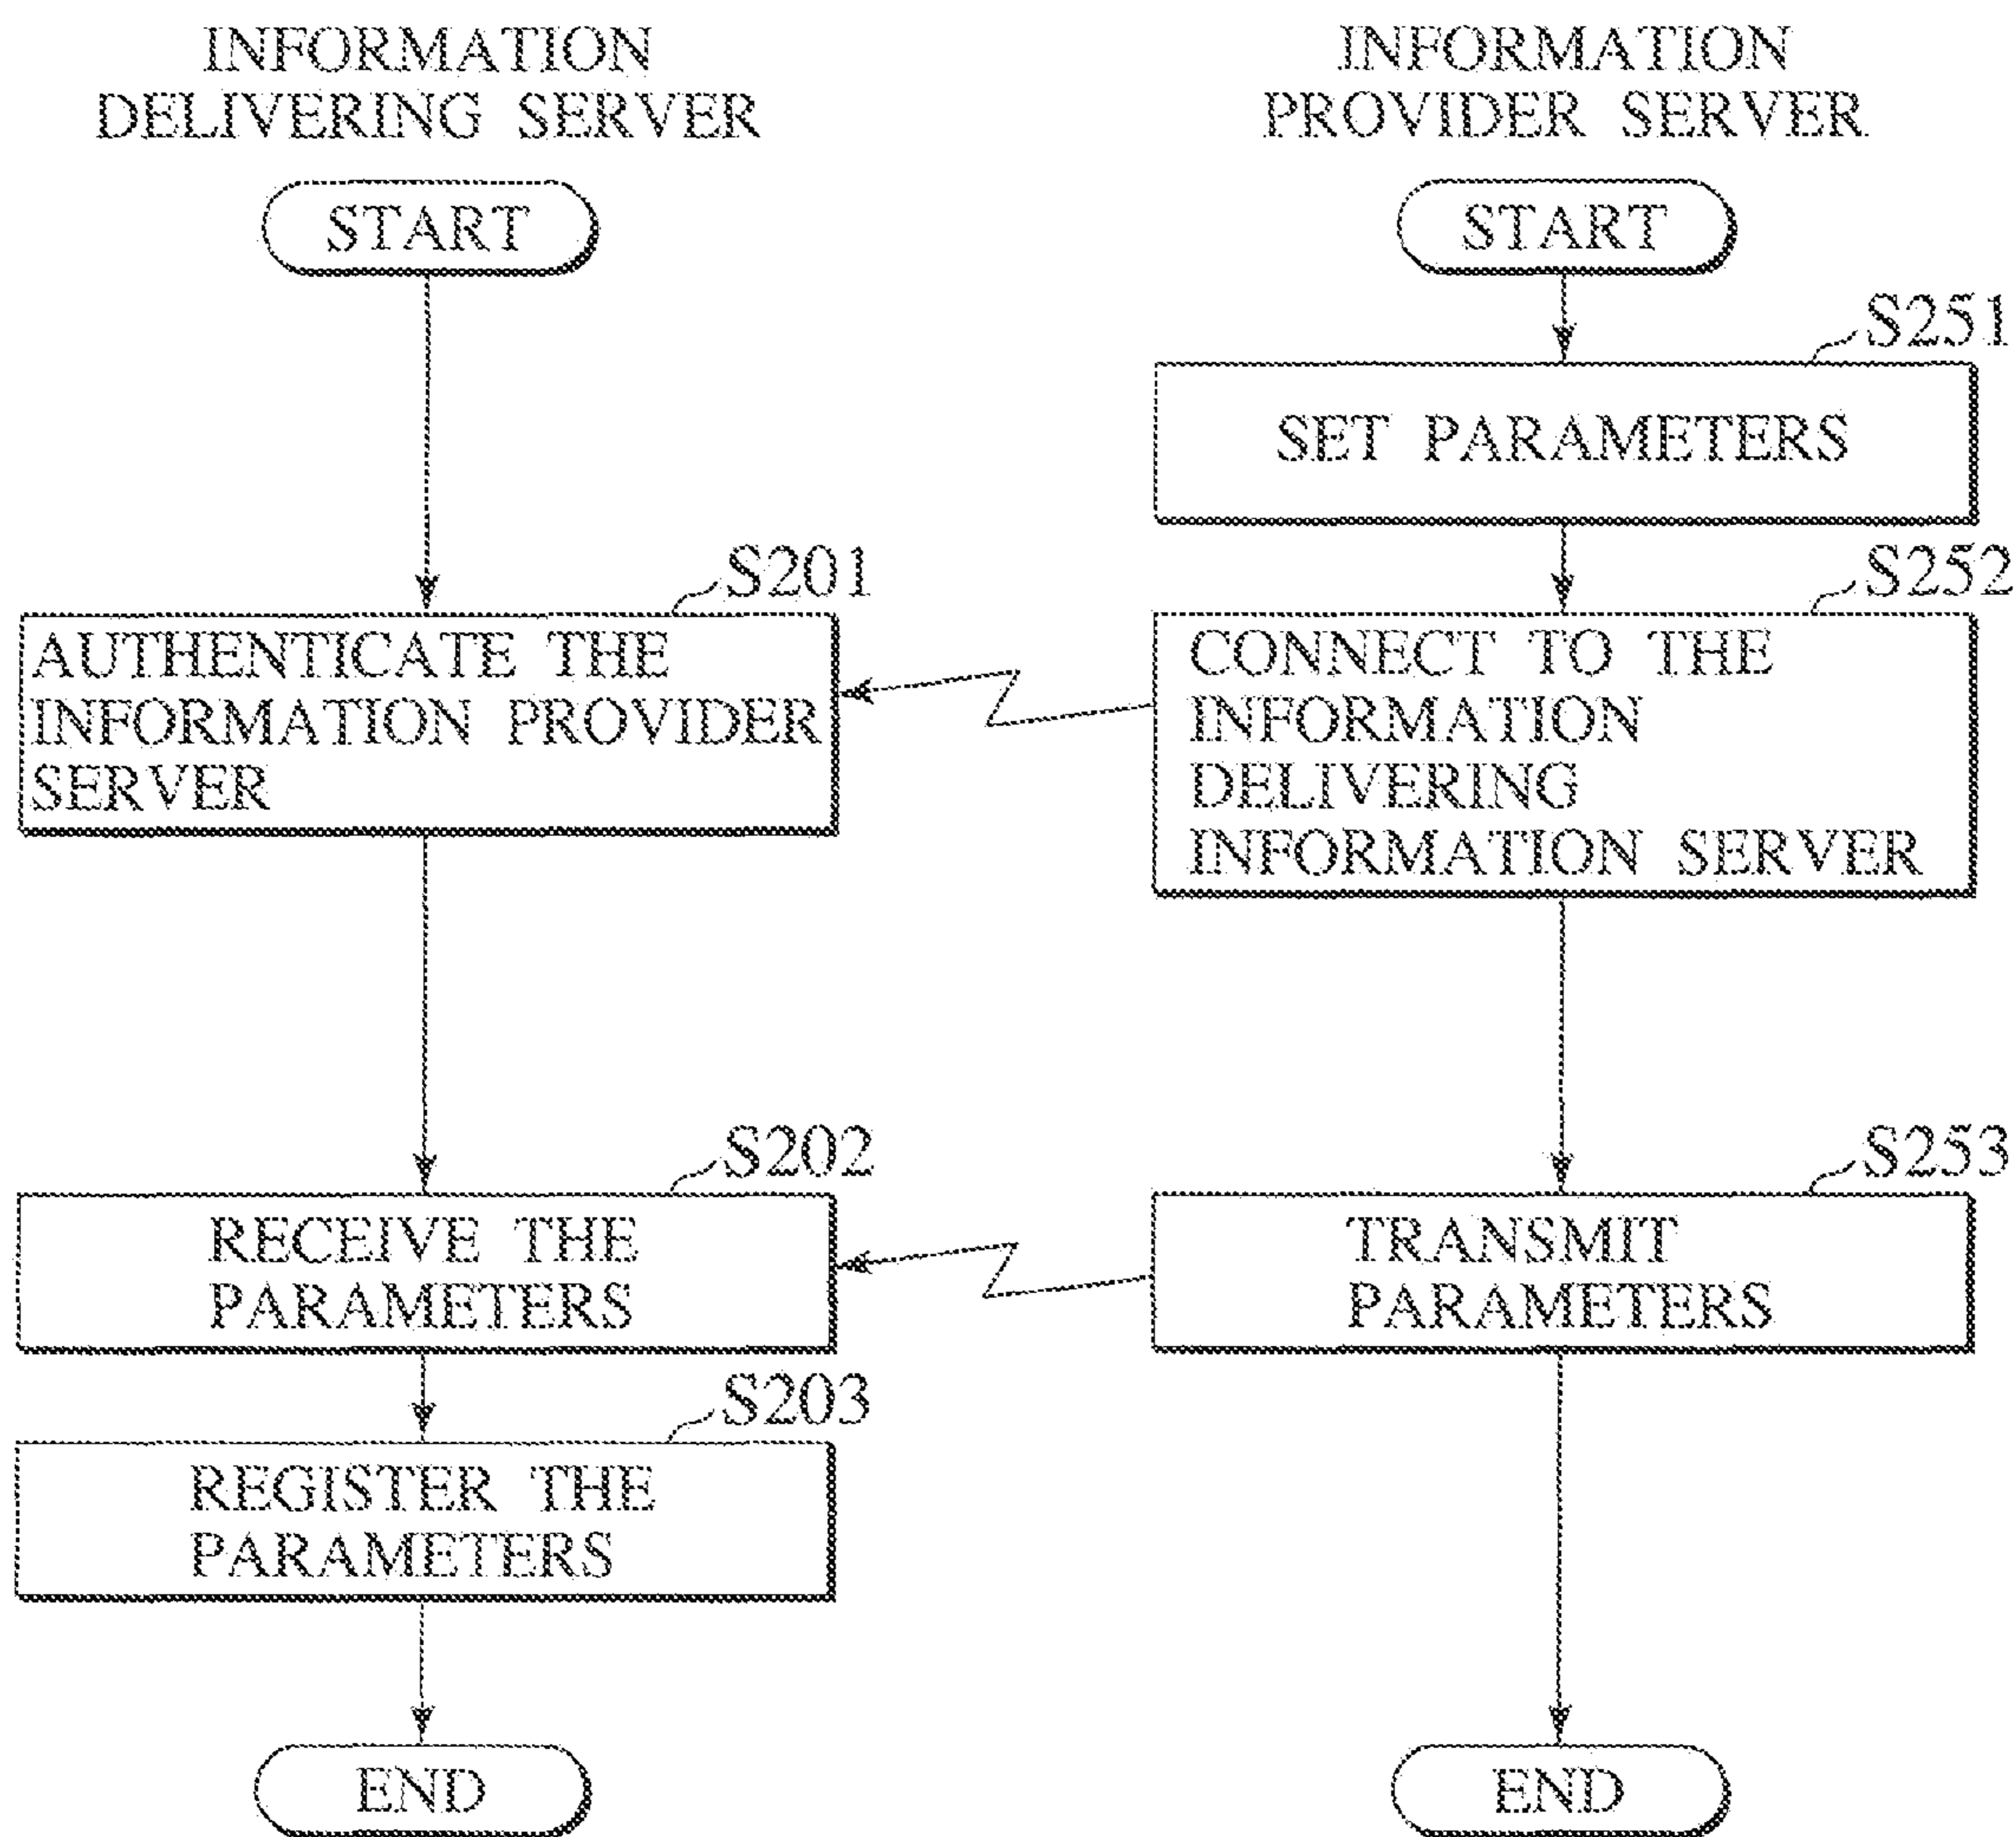 INFORMATION
DELIVERING SERVER
START
S201
AUTHENTICATE THE
INFORMATION PROVIDER
SERVER
S202
RECEIVE THE
PARAMETERS
S203
REGISTER THE
PARAMETERS
END
INFORMATION
PROVIDER SERVER
START
S251
SET PARAMETERS
S252
CONNECT TO THE
INFORMATION
DELIVERING
INFORMATION SERVER
S253
TRANSMIT
PARAMETERS
END